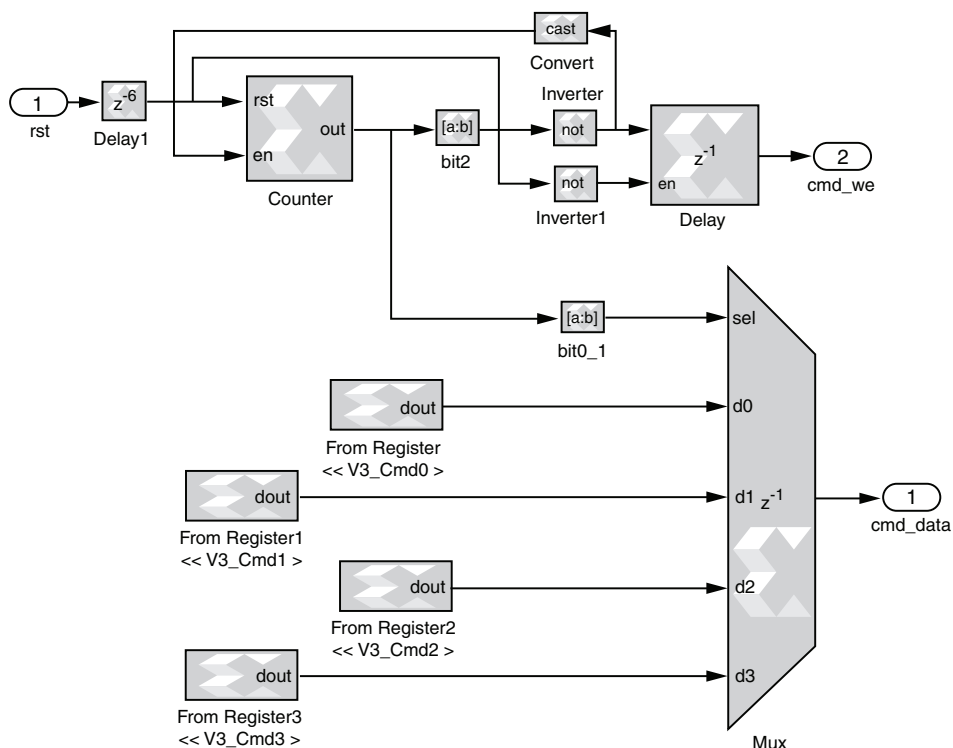 cast
Convert
1
rst
z-6
Delay1
rst
en
out
Counter
[a:b]
bit2
Inverter
not
not
Inverter1
z-1
en
Delay
2
cmd_we
[a:b]
bit0_1
sel
d0
d1 z-1
d2
d3
Mux
dout
From Register
<< V3_Cmd0 >
dout
From Register1
<< V3_Cmd1 >
dout
From Register2
<< V3_Cmd2 >
dout
From Register3
<< V3_Cmd3 >
1
cmd_data